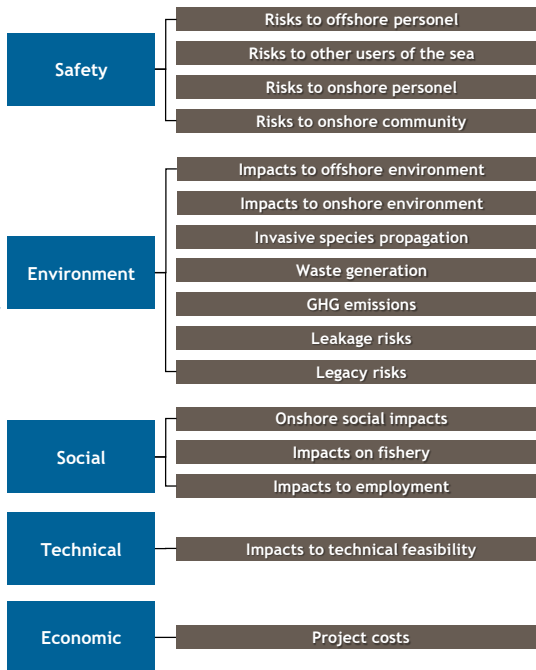 Safety
Risks to offshore personel
Risks to other users of the sea
Risks to onshore personel
Risks to onshore community
Environment
Impacts to offshore environment
Impacts to onshore environment
Invasive species propagation
Waste generation
GHG emissions
Leakage risks
Legacy risks
Social
Onshore social impacts
Impacts on fishery
Impacts to employment
Technical
Impacts to technical feasibility
Economic
Project costs